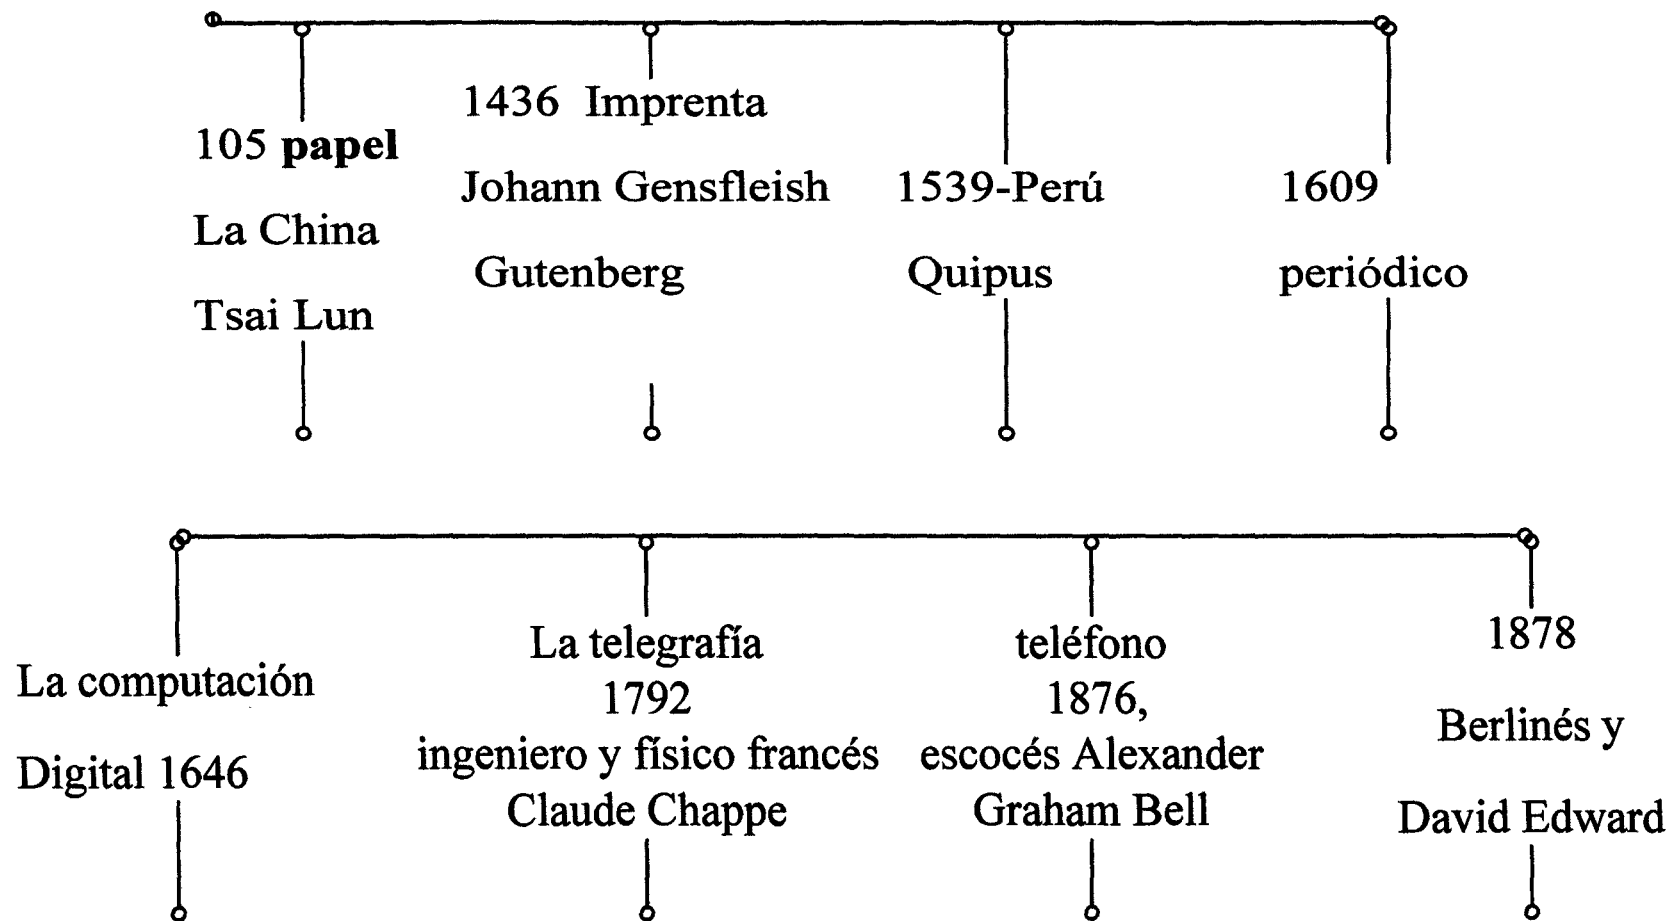 105 papel
La China
Tsai Lun
1436 Imprenta
Johann Gensfleish
Gutenberg
1539-Perú
Quipus
1609
periódico
La computación
Digital 1646
La telegrafía
1792
ingeniero y físico francés
Claude Chappe
teléfono
1876,
escocés Alexander
Graham Bell
1878
Berlinés y
David Edward